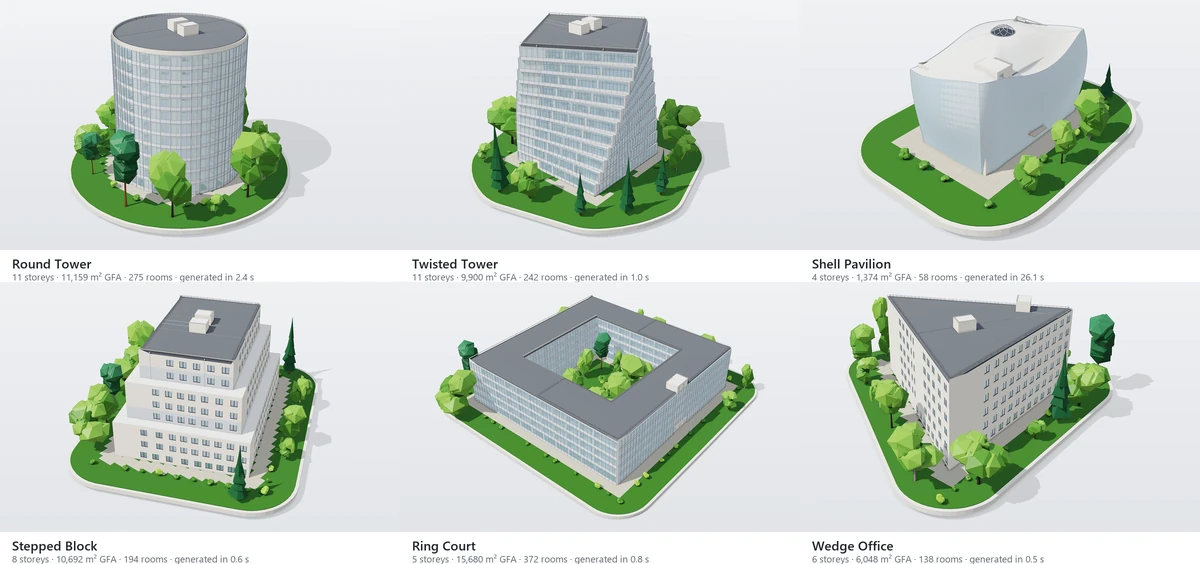 Round Tower
11 storeys · 11,159 m² GFA · 275 rooms · generated in 2.4 s
Twisted Tower
11 storeys · 9,900 m² GFA · 242 rooms · generated in 1.0 s
Shell Pavilion
4 storeys · 1,374 m² GFA · 58 rooms · generated in 26.1 s
Stepped Block
8 storeys · 10,692 m² GFA · 194 rooms · generated in 0.6 s
Ring Court
5 storeys · 15,680 m² GFA · 372 rooms · generated in 0.8 s
Wedge Office
6 storeys · 6,048 m² GFA · 138 rooms · generated in 0.5 s